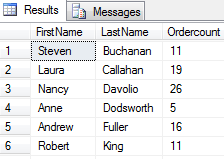 Results Messages
FirstName LastName Ordercount
1 Steven Buchanan 11
2 Laura Callahan 19
3 Nancy Davolio 26
4 Anne Dodsworth 5
5 Andrew Fuller 16
6 Robert King 11